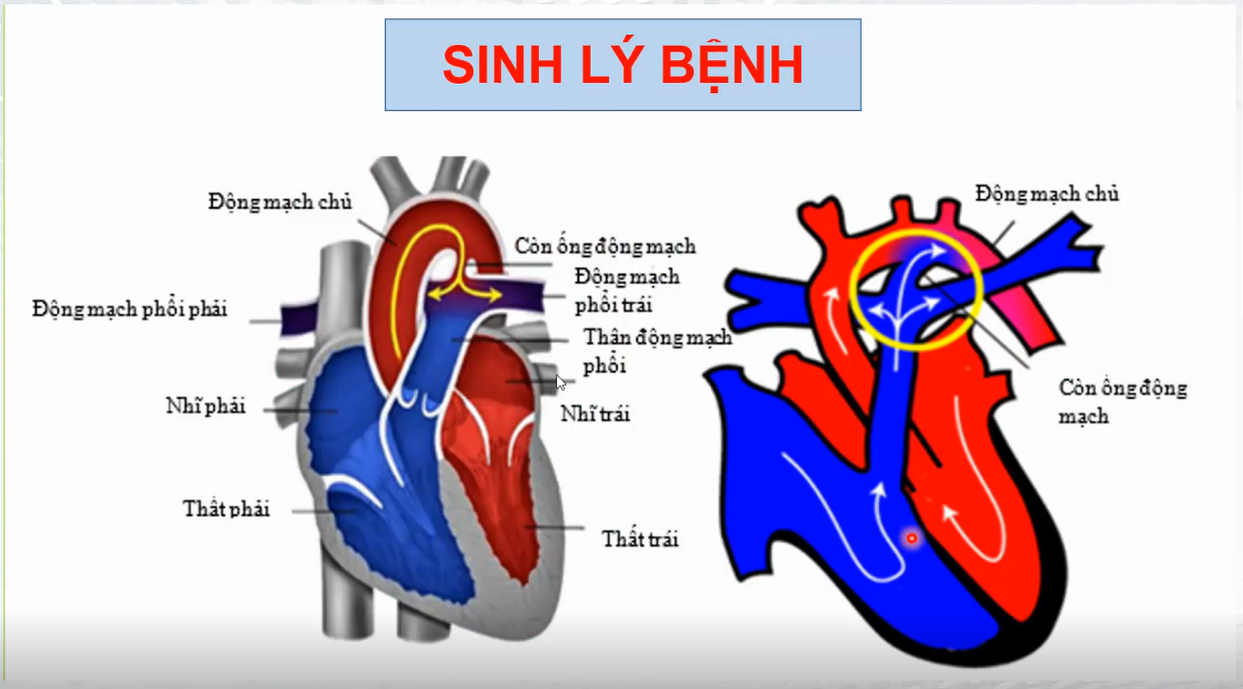 SINH LÝ BỆNH
Động mạch chủ
Còn ống động mạch
Động mạch
phổi trái
Động mạch phổi phải
Thân động mạch
phổi
Nhĩ phải
Nhĩ trái
Thất phải
Thất trái
Động mạch chủ
Còn ống động
mạch